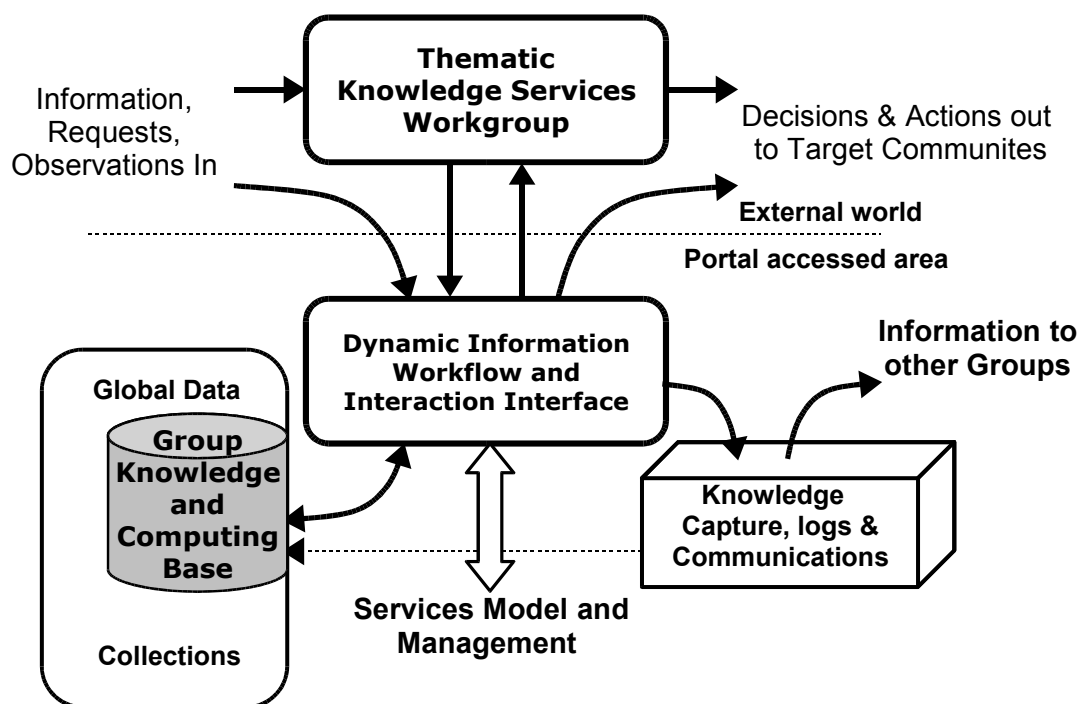 Thematic
Knowledge Services
Workgroup
Information,
Requests,
Observations In
Decisions & Actions out
to Target Communites
External world
Portal accessed area
Dynamic Information
Workflow and
Interaction Interface
Information to
other Groups
Global Data
Group
Knowledge
and
Computing
Base
Collections
Knowledge
Capture, logs &
Communications
Services Model and
Management